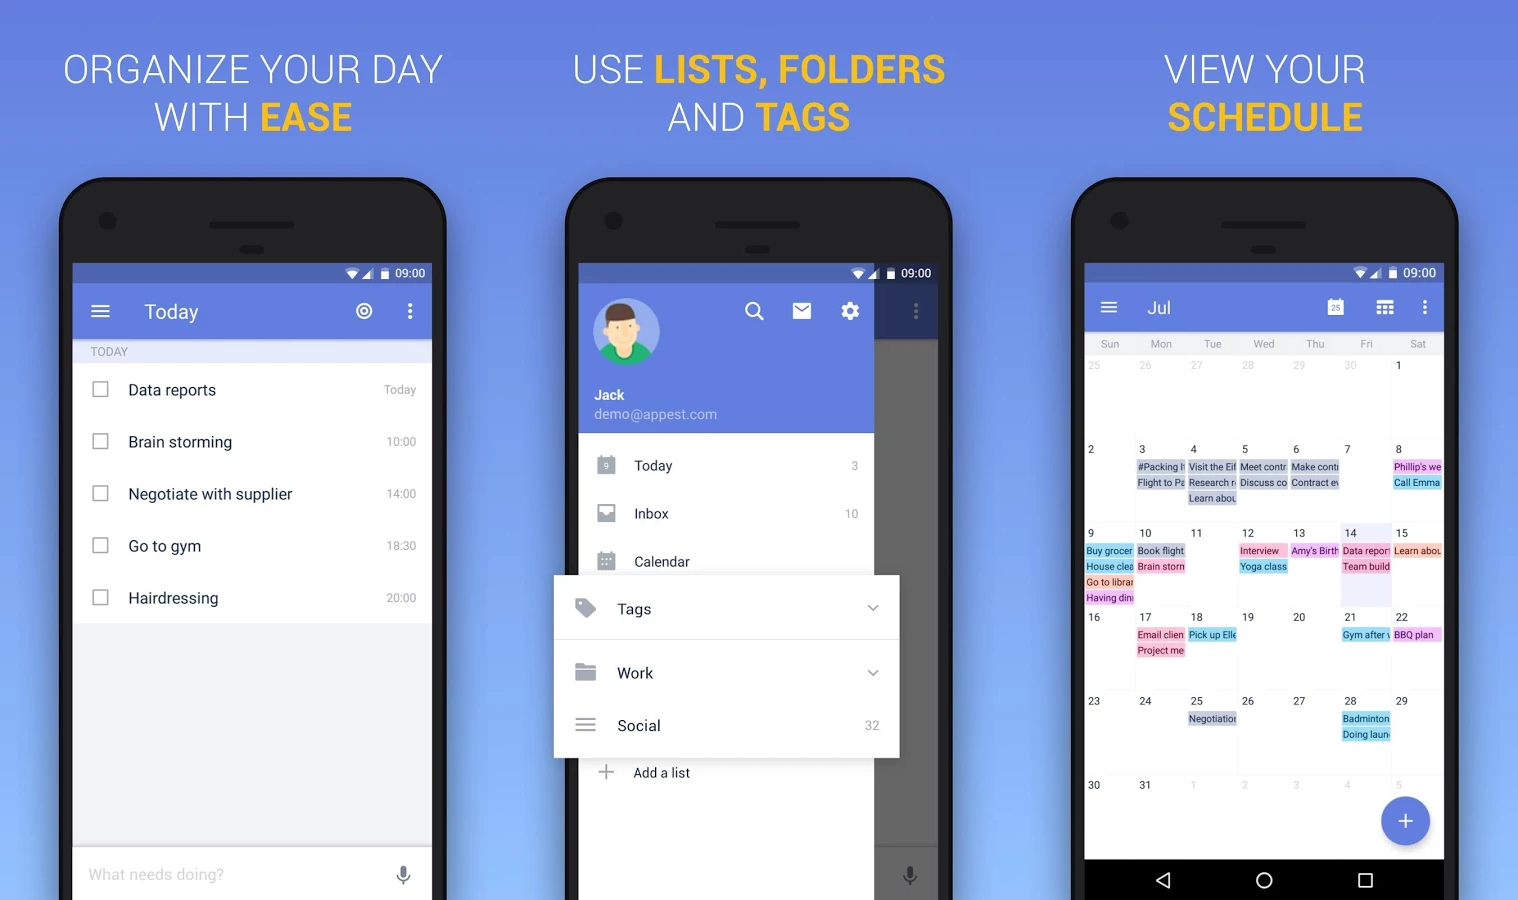 ORGANIZE YOUR DAY
WITH EASE
09:00
Today
TODAY
Data reports Today
Brain storming 10:00
Negotiate with supplier 14:00
Go to gym 18:30
Hairdressing 20:00
What needs doing?
USE LISTS, FOLDERS
AND TAGS
09:00
Jack
demo@appest.com
9 Today 3
Inbox 10
Calendar
Tags
Work
Social 32
Add a list
VIEW YOUR
SCHEDULE
09:00
Jul 25
Sun Mon Tue Wed Thu Fri Sat
25 26 27 28 29 30 1
2 3 4 5 6 7 8
#Packing li Visit the Eif Meet contr Make contr Phillip's we
Flight to Pa Research r Discuss co Contract ev Call Emma
Learn abou
9 10 11 12 13 14 15
Buy grocer Book flight Interview Amy's Birth Data report Learn abou
House clea Brain storm Yoga class Team build
Go to librar
Having dinn
16 17 18 19 20 21 22
Email clien Pick up Elle Gym after v BBQ plan
Project me
23 24 25 26 27 28 29
Negotiation Badminton
Doing laun
30 31 1 2 3 4 5
+